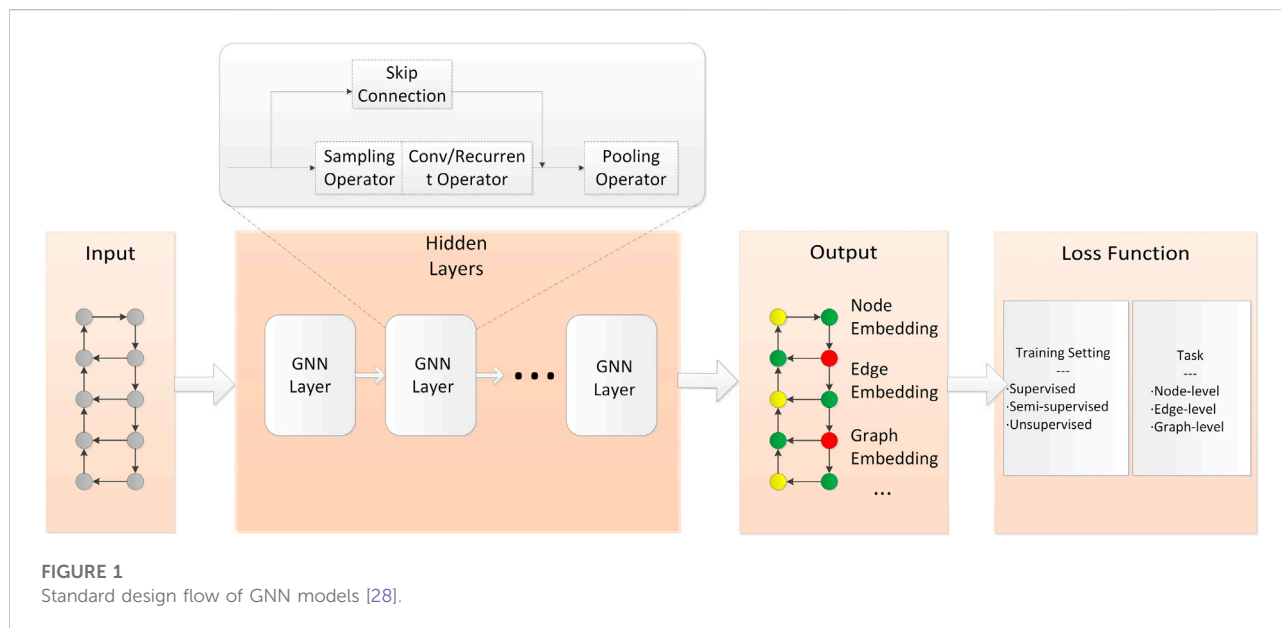 Skip
Connection
Sampling
Operator
Conv/Recurren
t Operator
Pooling
Operator
Input
Hidden
Layers
GNN
Layer
GNN
Layer
•••
GNN
Layer
Output
Node
Embedding
Edge
Embedding
Graph
Embedding
...
Loss Function
Training Setting
---
·Supervised
·Semi-supervised
·Unsupervised
Task
---
·Node-level
·Edge-level
·Graph-level
FIGURE 1
Standard design flow of GNN models [28].